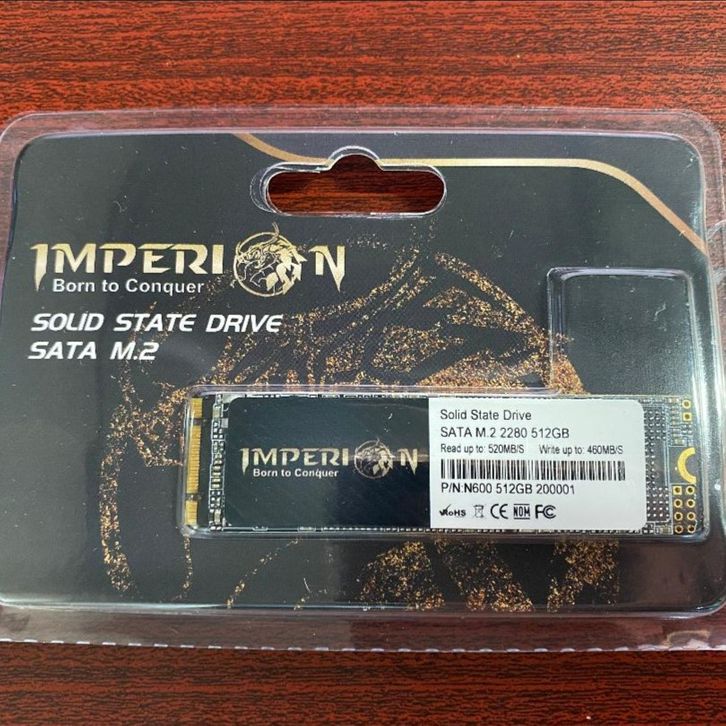 IMPERION
Born to Conquer
SOLID STATE DRIVE
SATA M.2
IMPERION
Born to Conquer
Solid State Drive
SATA M.2 2280 512GB
Read up to: 520MB/S Write up to: 460MB/S
P/N:N600 512GB 200001
RoHS CE NOM FC